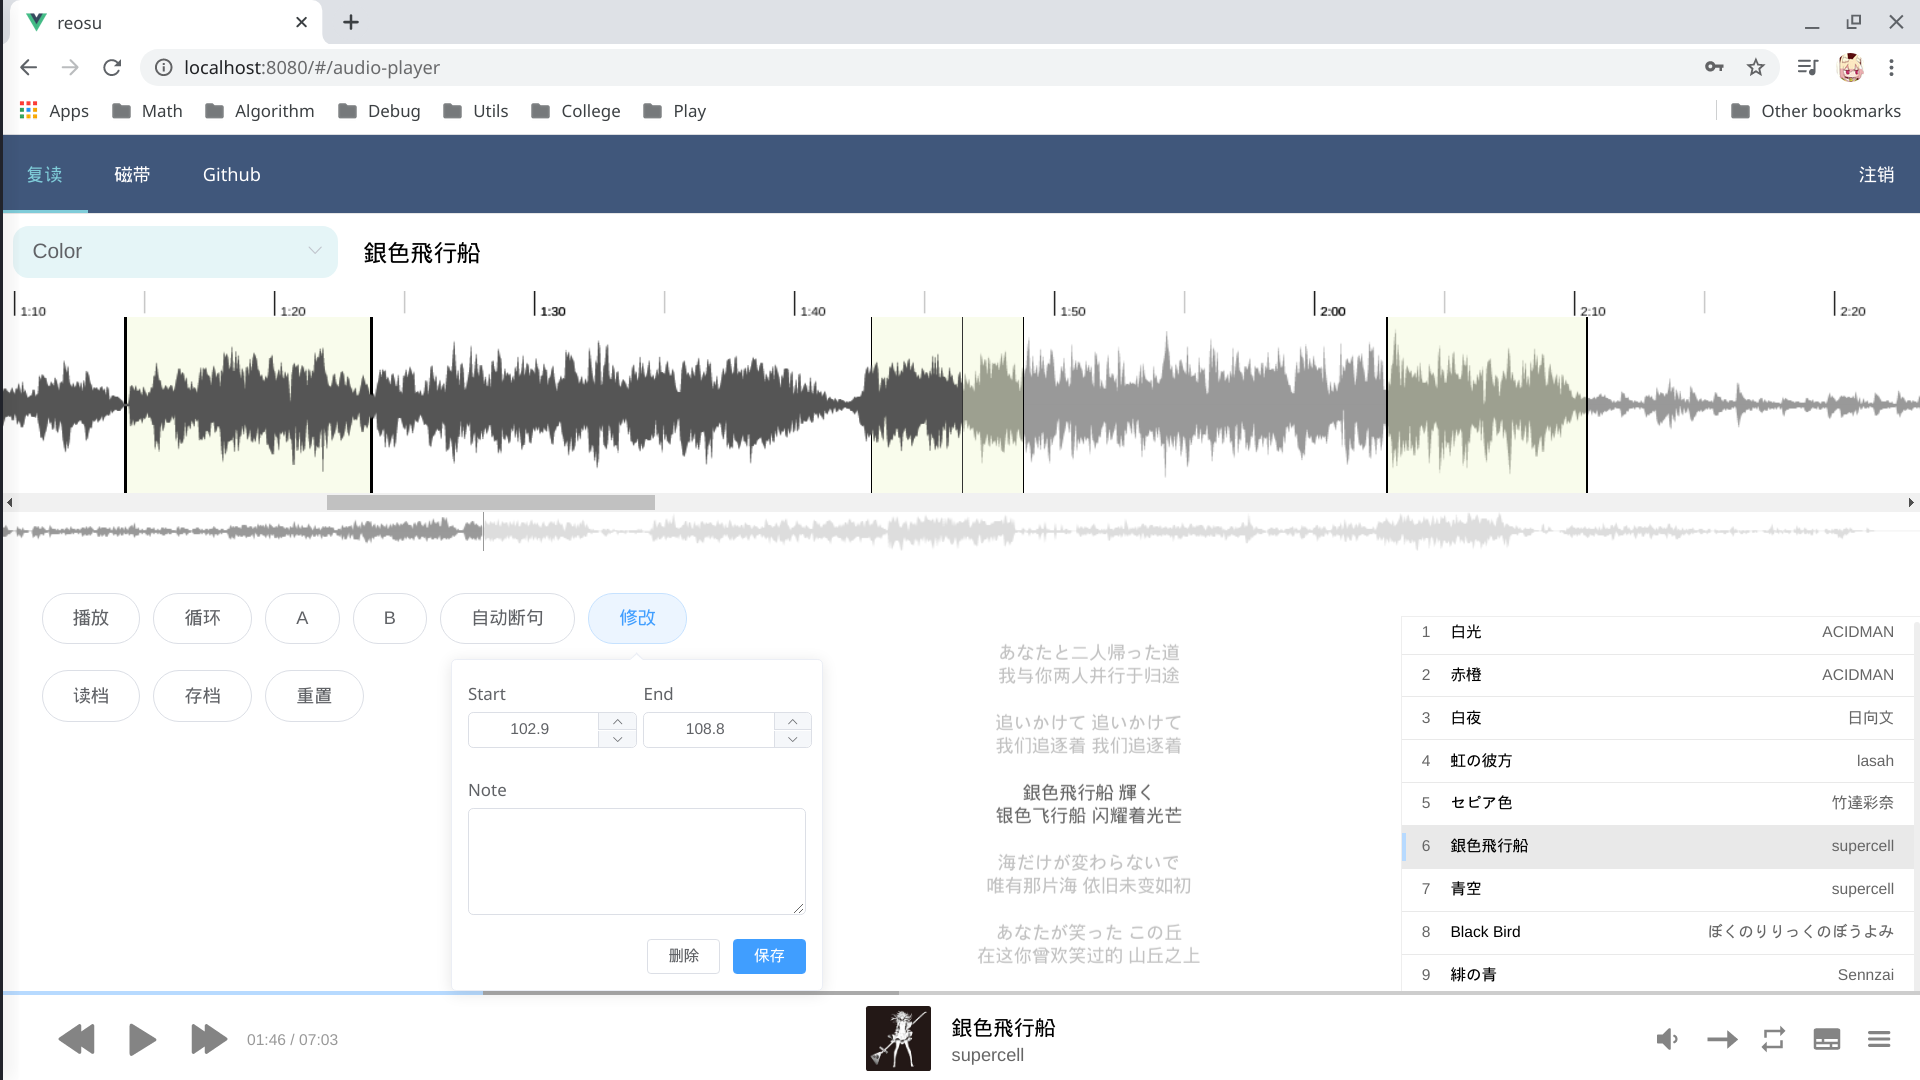 reosu
localhost:8080/#/audio-player
Apps
Math
Algorithm
Debug
Utils
College
Play
Other bookmarks
复读
磁带
Github
注销
Color
銀色飛行船
1:10
1:20
1:30
1:40
1:50
2:00
2:10
2:20
播放
循环
A
B
自动断句
修改
读档
存档
重置
Start
End
102.9
108.8
Note
删除
保存
あなたと二人帰った道
我与你两人并行于归途
追いかけて 追いかけて
我们追逐着 我们追逐着
銀色飛行船 輝く
银色飞行船 闪耀着光芒
海だけが変わらないで
唯有那片海 依旧未变如初
あなたが笑った この丘
在这你曾欢笑过的 山丘之上
1 白光 ACIDMAN
2 赤橙 ACIDMAN
3 白夜 日向文
4 虹の彼方 lasah
5 セピア色 竹達彩奈
6 銀色飛行船 supercell
7 青空 supercell
8 Black Bird ぼくのりりっくのぼうよみ
9 緋の青 Sennzai
01:46 / 07:03
銀色飛行船
supercell